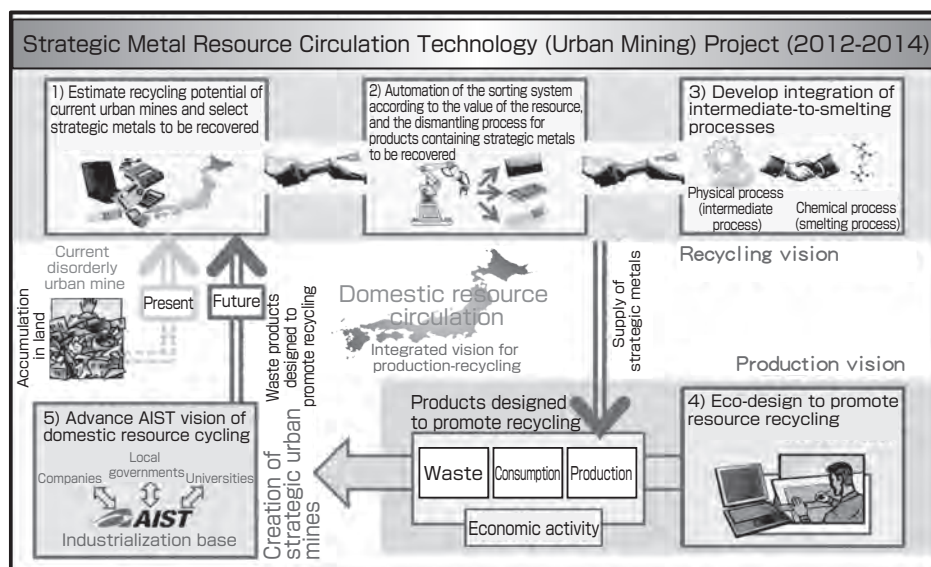 Strategic Metal Resource Circulation Technology (Urban Mining) Project (2012-2014)
1) Estimate recycling potential of
current urban mines and select
strategic metals to be recovered
2) Automation of the sorting system
according to the value of the resource,
and the dismantling process for
products containing strategic metals
to be recovered
3) Develop integration of
intermediate-to-smelting
processes
Physical process
(intermediate
process)
Chemical process
(smelting process)
Recycling vision
Current
disorderly
urban mine
Accumulation
in land
Present
Future
Waste products
designed to
promote recycling
Domestic resource
circulation
Integrated vision for
production-recycling
Supply of
strategic metals
Production vision
5) Advance AIST vision of
domestic resource cycling
Companies
Local
governments
Universities
AIST
Industrialization base
Creation of
strategic urban
mines
Products designed
to promote recycling
Waste
Consumption
Production
Economic activity
4) Eco-design to promote
resource recycling